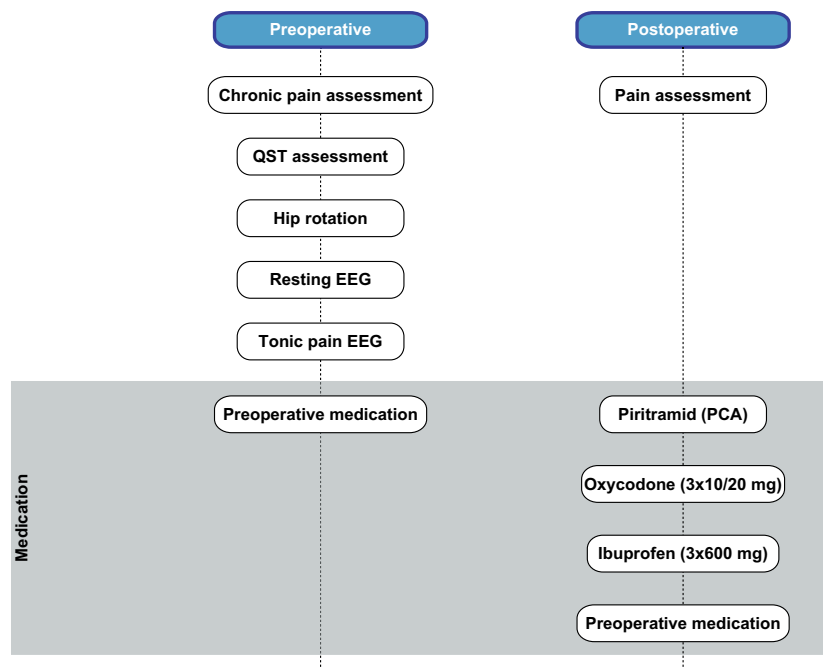 Preoperative
Postoperative
Chronic pain assessment
Pain assessment
QST assessment
Hip rotation
Resting EEG
Tonic pain EEG
Medication
Preoperative medication
Piritramid (PCA)
Oxycodone (3x10/20 mg)
Ibuprofen (3x600 mg)
Preoperative medication